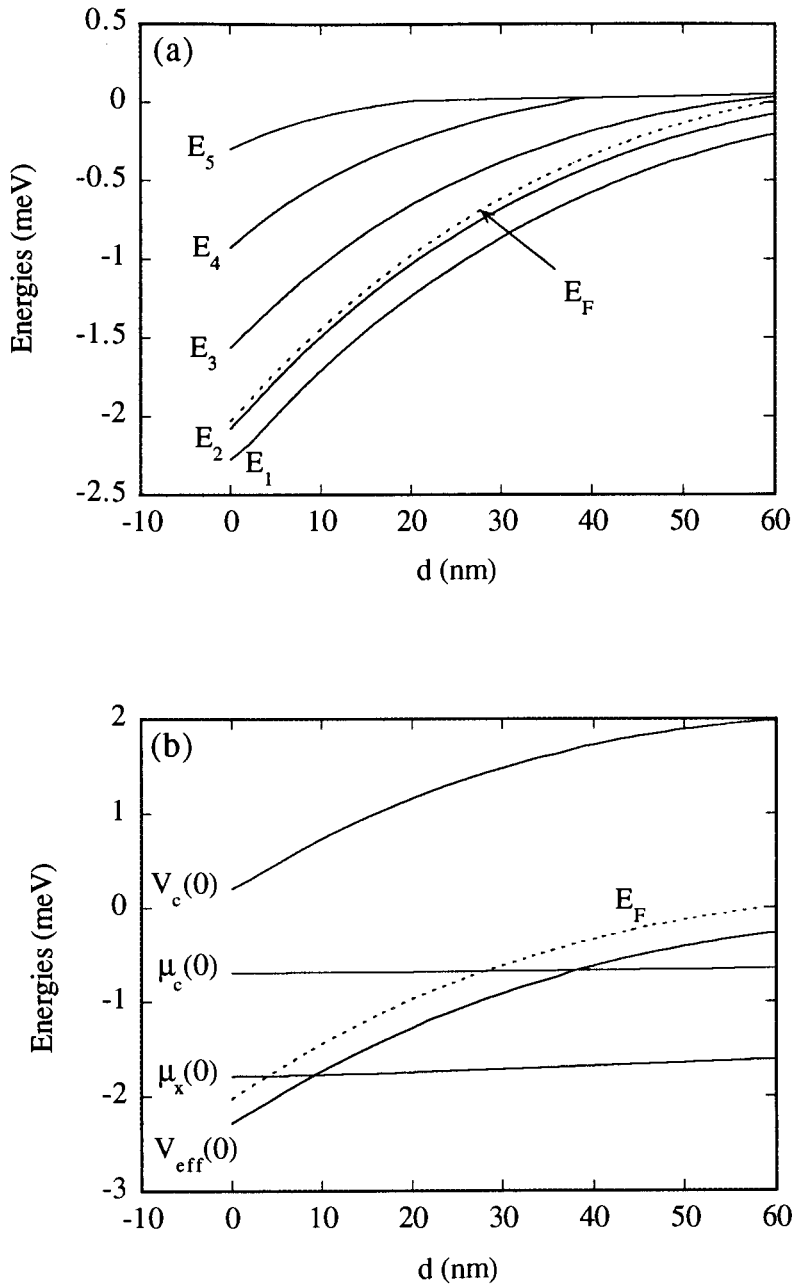 (a)
0.5
0
-0.5
-1
-1.5
-2
-2.5
Energies (meV)
E5
E4
E3
E2
E1
EF
-10 0 10 20 30 40 50 60
d (nm)
(b)
2
1
0
-1
-2
-3
Energies (meV)
Vc(0)
EF
μc(0)
μx(0)
Veff(0)
-10 0 10 20 30 40 50 60
d (nm)